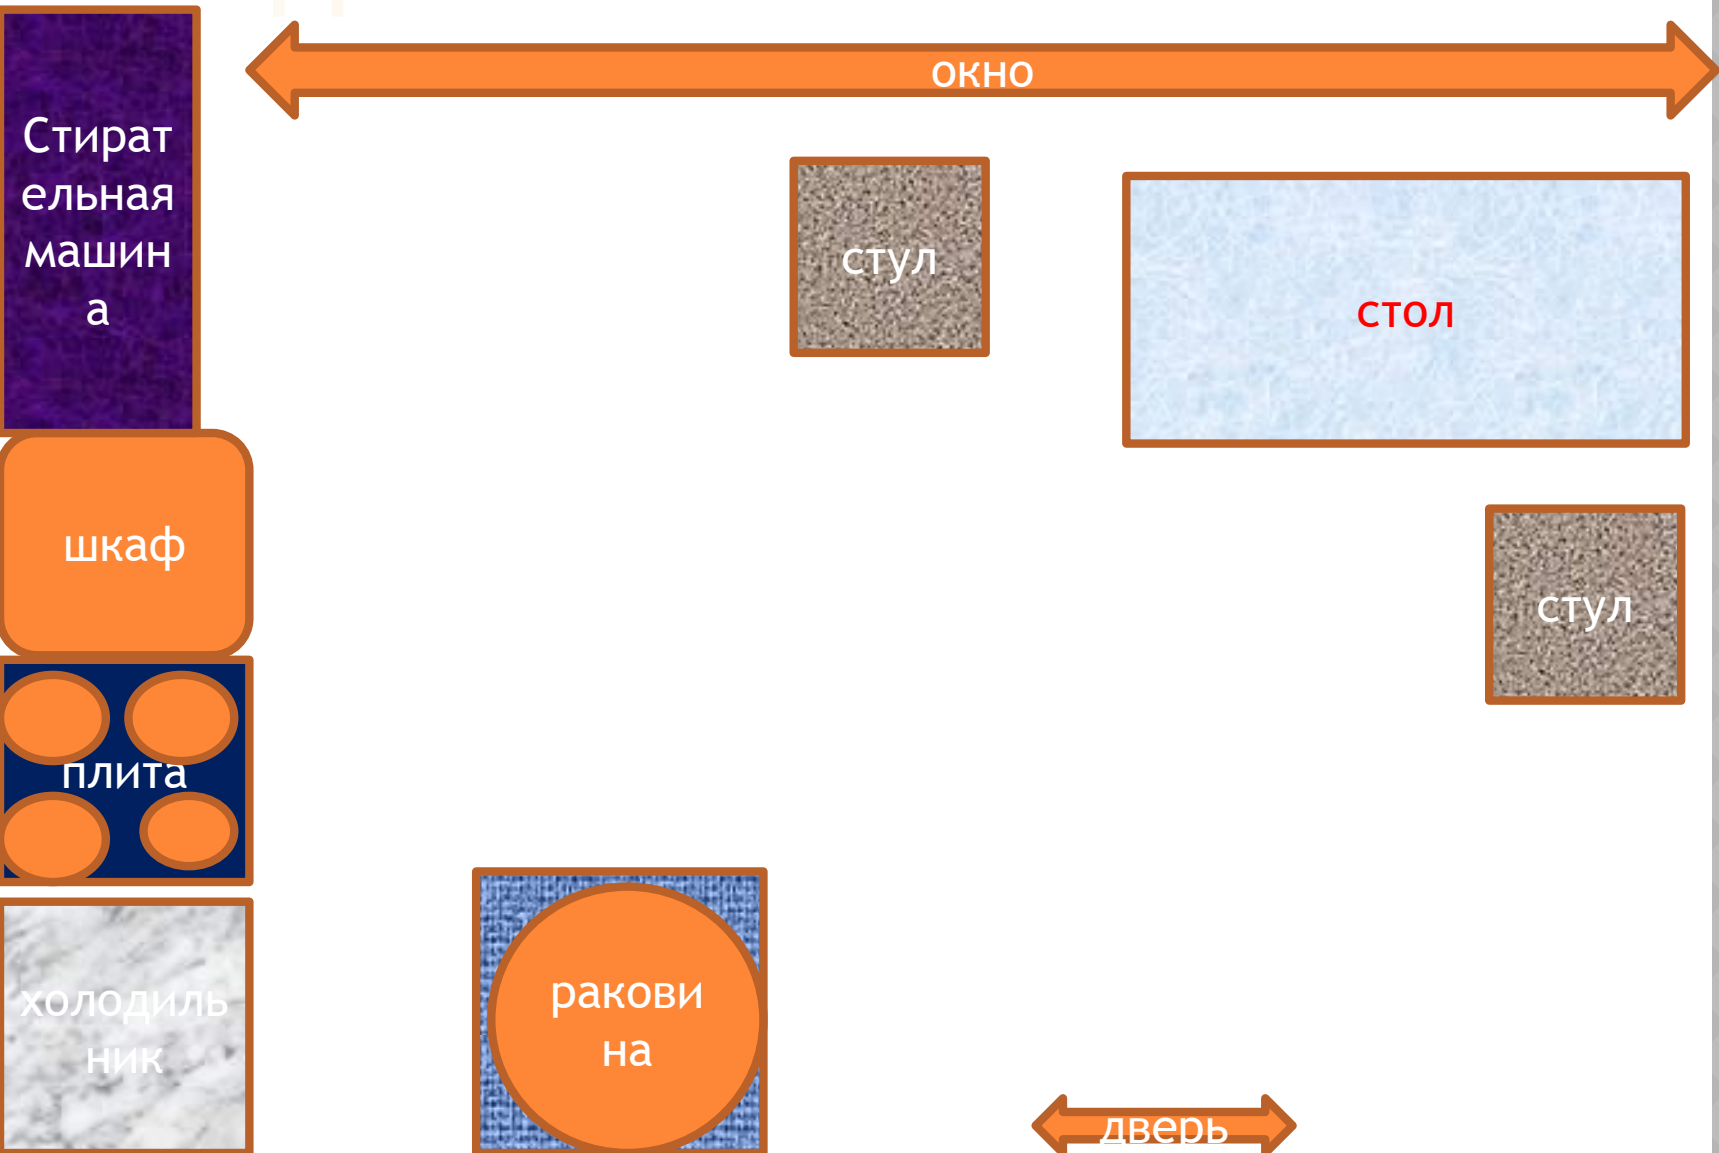 окно
Стират
ельная
машин
а
стул
стол
шкаф
стул
плита
холодиль
ник
ракови
на
дверь